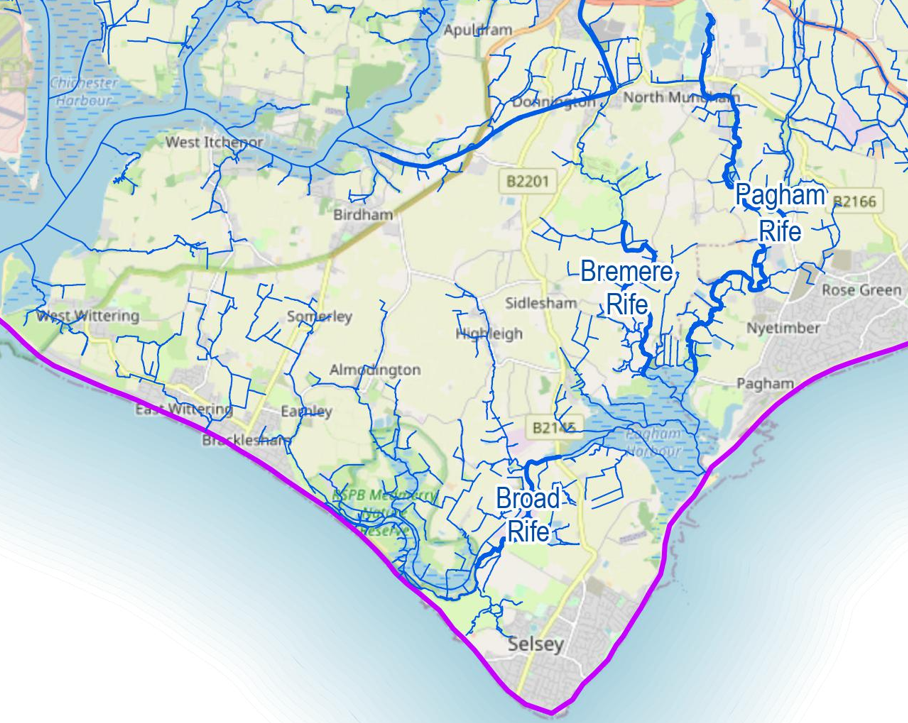 Apuldram
Chichester
Harbour
Donnington
North Mundham
West Itchenor
B2201
Pagham
Rife
B2166
Birdham
Bremere
Rife
Rose Green
Sidlesham
West Wittering
Somerley
Highleigh
Nyetimber
Almodington
Pagham
East Wittering
Earnley
B2145
Bracklesham
Pagham
Harbour
RSPB Medmerry
Nature
Reserve
Broad
Rife
Selsey